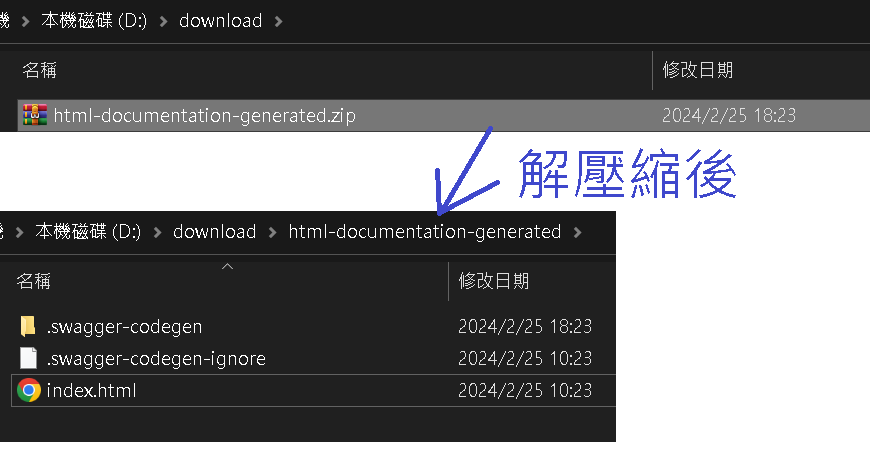 機 > 本機磁碟 (D:) > download >
名稱 修改日期
html-documentation-generated.zip 2024/2/25 18:23
解壓縮後
機 > 本機磁碟 (D:) > download > html-documentation-generated >
名稱 修改日期
.swagger-codegen 2024/2/25 18:23
.swagger-codegen-ignore 2024/2/25 10:23
index.html 2024/2/25 10:23